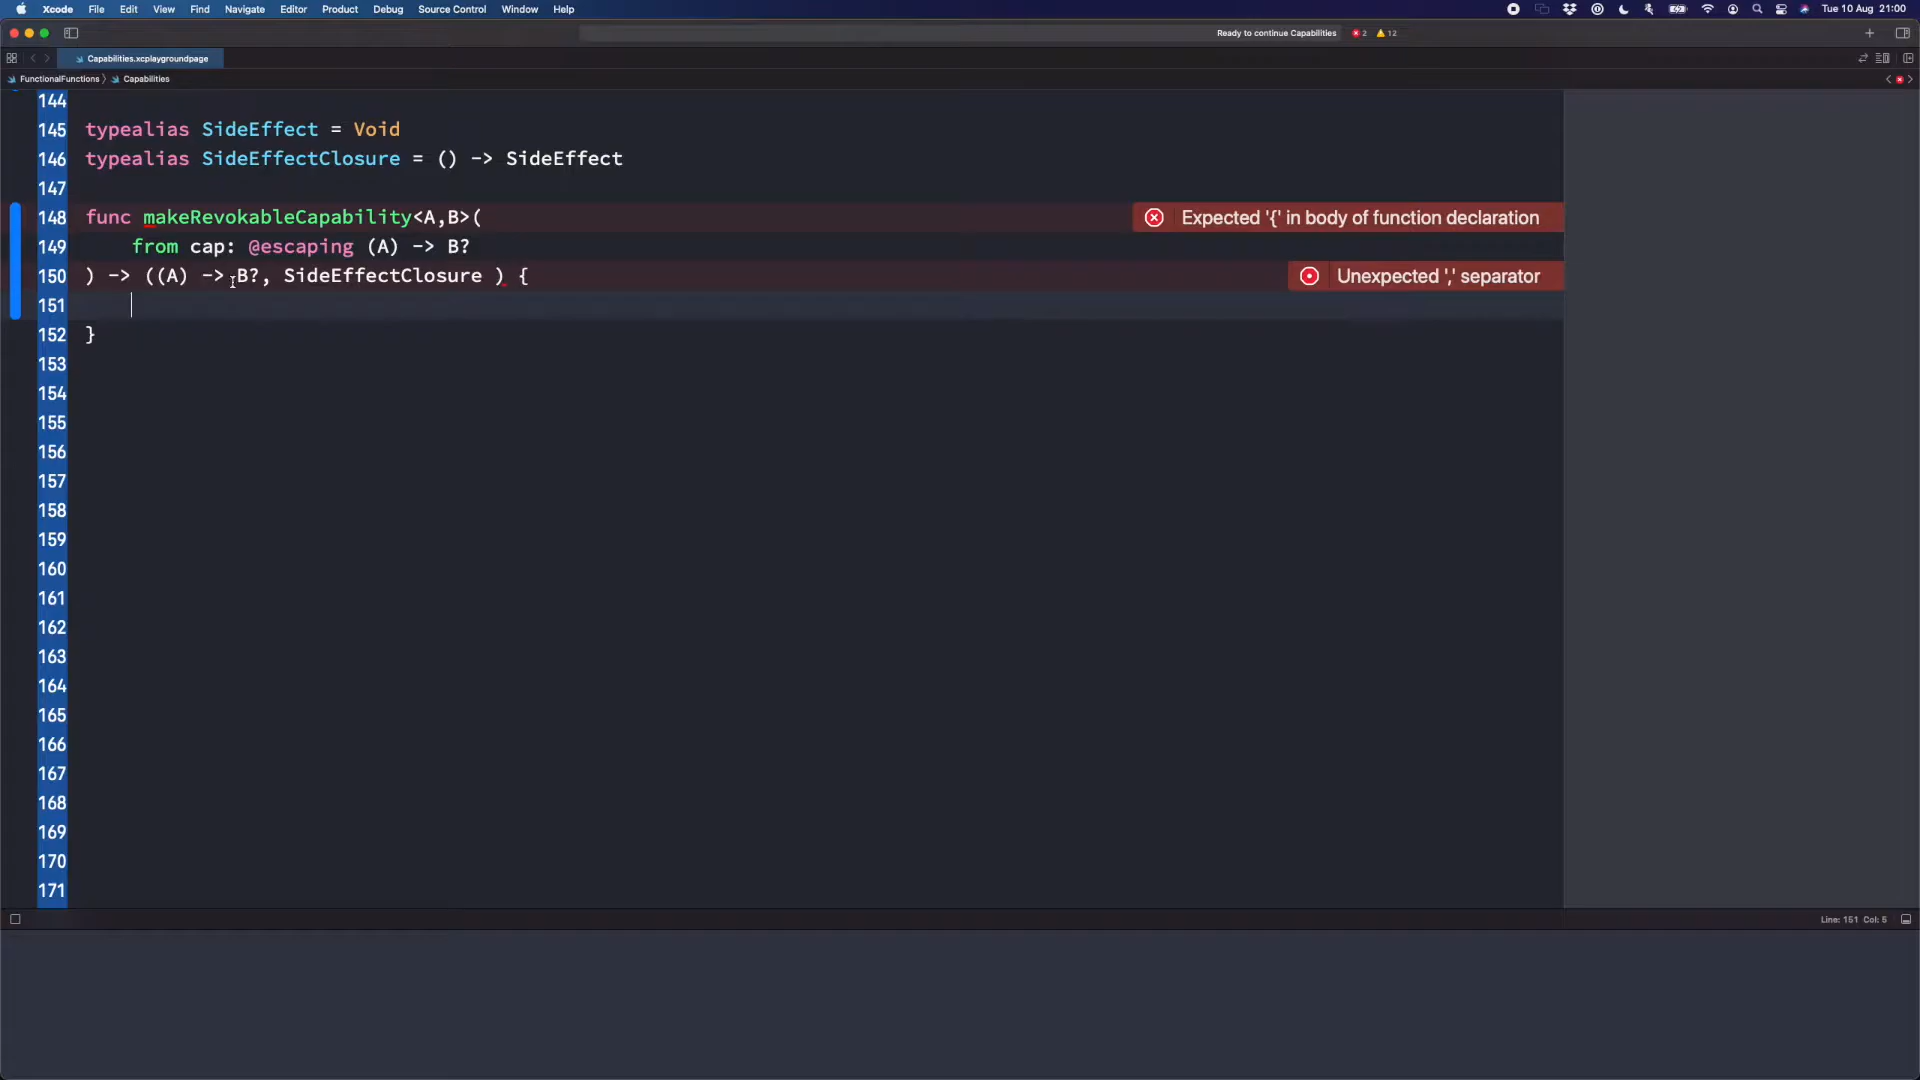 Xcode File Edit View Find Navigate Editor Product Debug Source Control Window Help Tue 10 Aug 21:00
Ready to continue Capabilities 2 12
Capabilities.xcplaygroundpage
FunctionalFunctions Capabilities
144
145 typealias SideEffect = Void
146 typealias SideEffectClosure = () -> SideEffect
147
148 func makeRevokableCapability<A,B>( Expected '{' in body of function declaration
149 from cap: @escaping (A) -> B?
150 ) -> ((A) -> B?, SideEffectClosure ) { Unexpected ',' separator
151
152 }
153
154
155
156
157
158
159
160
161
162
163
164
165
166
167
168
169
170
171
Line: 151 Col: 5